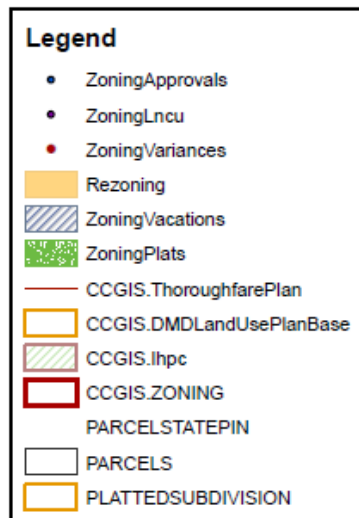 Legend
ZoningApprovals
ZoningLncu
ZoningVariances
Rezoning
ZoningVacations
ZoningPlats
CCGIS.ThoroughfarePlan
CCGIS.DMDLandUsePlanBase
CCGIS.Ihpc
CCGIS.ZONING
PARCELSTATEPIN
PARCELS
PLATTEDSUBDIVISION